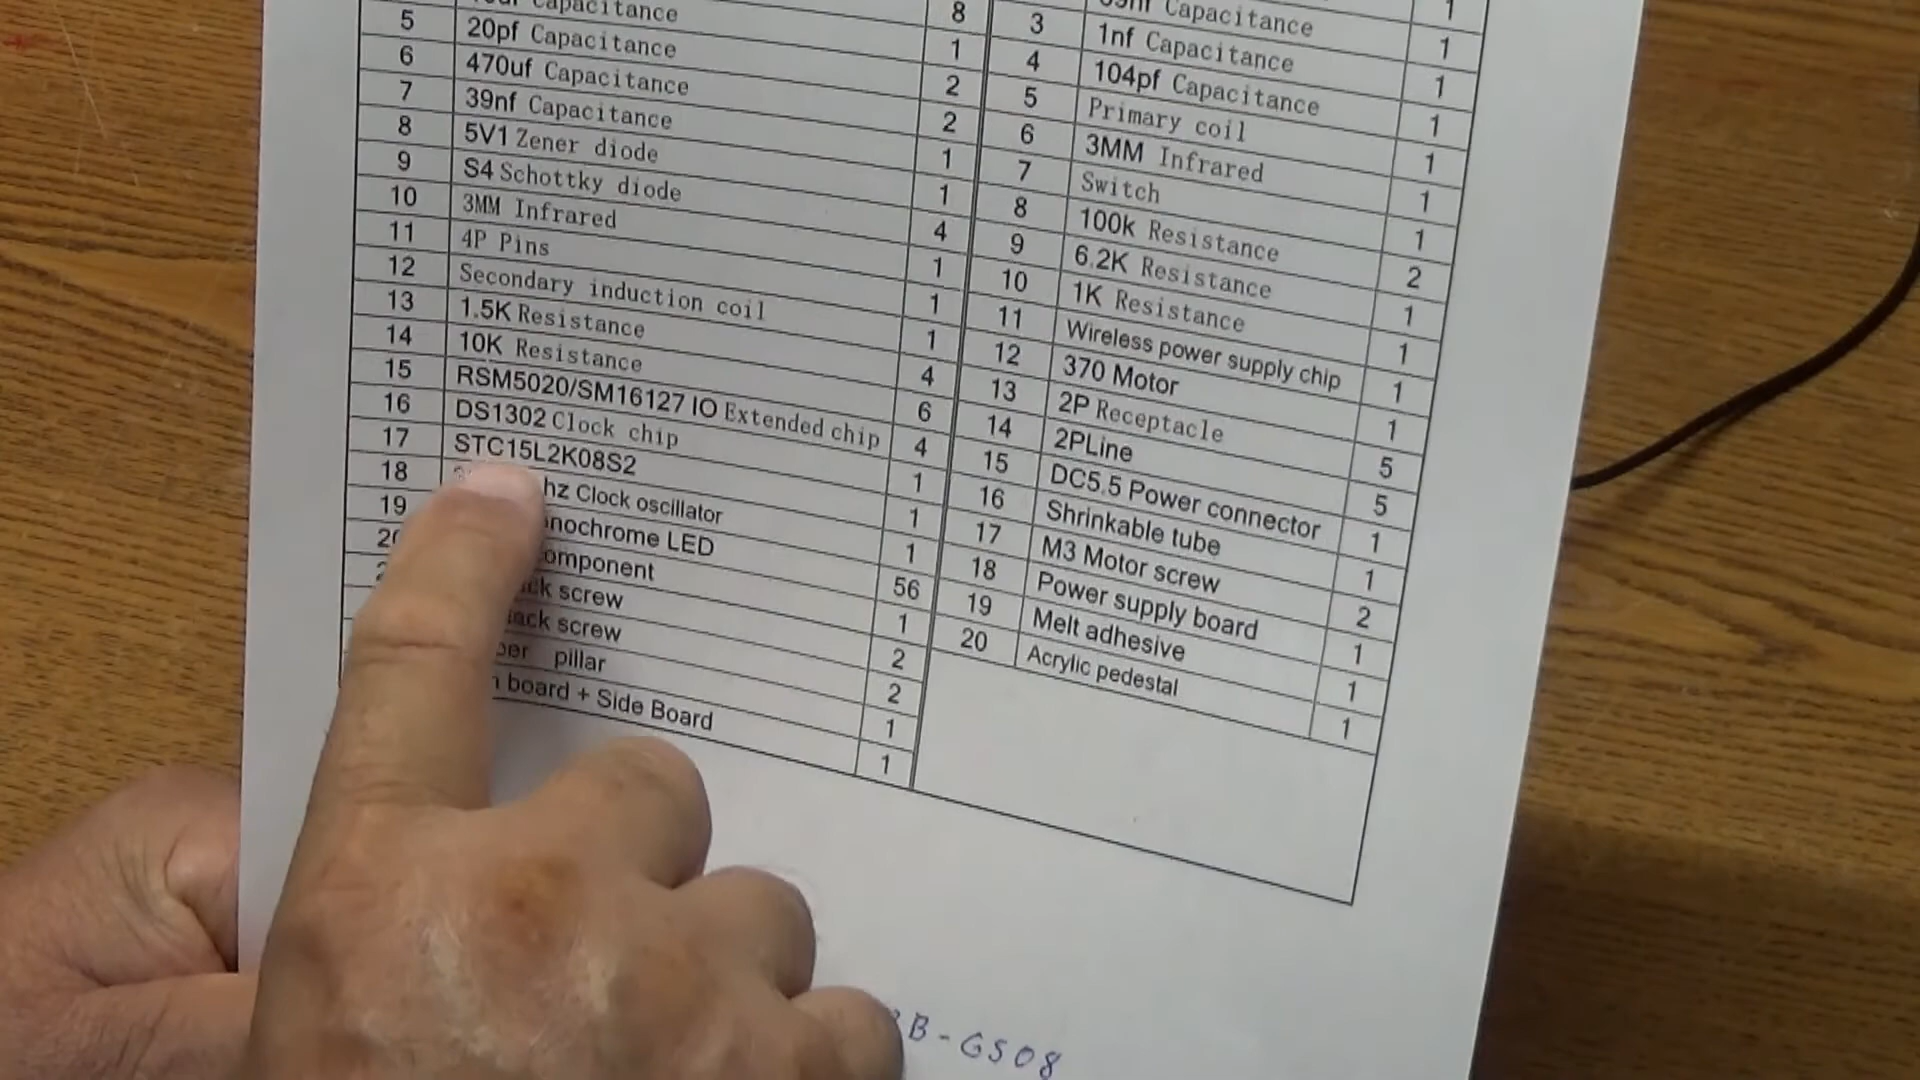 Capacitance 1 Capacitance 1
5 20pf Capacitance 2 3 1nf Capacitance 1
6 470uf Capacitance 2 4 104pf Capacitance 1
7 39nf Capacitance 1 5 Primary coil 1
8 5V1 Zener diode 1 6 3MM Infrared 1
9 S4 Schottky diode 4 7 Switch 1
10 3MM Infrared 1 8 100k Resistance 2
11 4P Pins 1 9 6.2K Resistance 1
12 Secondary induction coil 1 10 1K Resistance 1
13 1.5K Resistance 4 11 Wireless power supply chip 1
14 10K Resistance 6 12 370 Motor 1
15 RSM5020/SM16127 IO Extended chip 4 13 2P Receptacle 5
16 DS1302 Clock chip 1 14 2PLine 5
17 STC15L2K08S2 1 15 DC5.5 Power connector 1
18 hz Clock oscillator 1 16 Shrinkable tube 1
19 LED 56 17 M3 Motor screw 2
component 1 18 Power supply board 1
screw 2 19 Melt adhesive 1
screw 2 20 Acrylic pedestal 1
pillar 1
board + Side Board 1
B-GS08